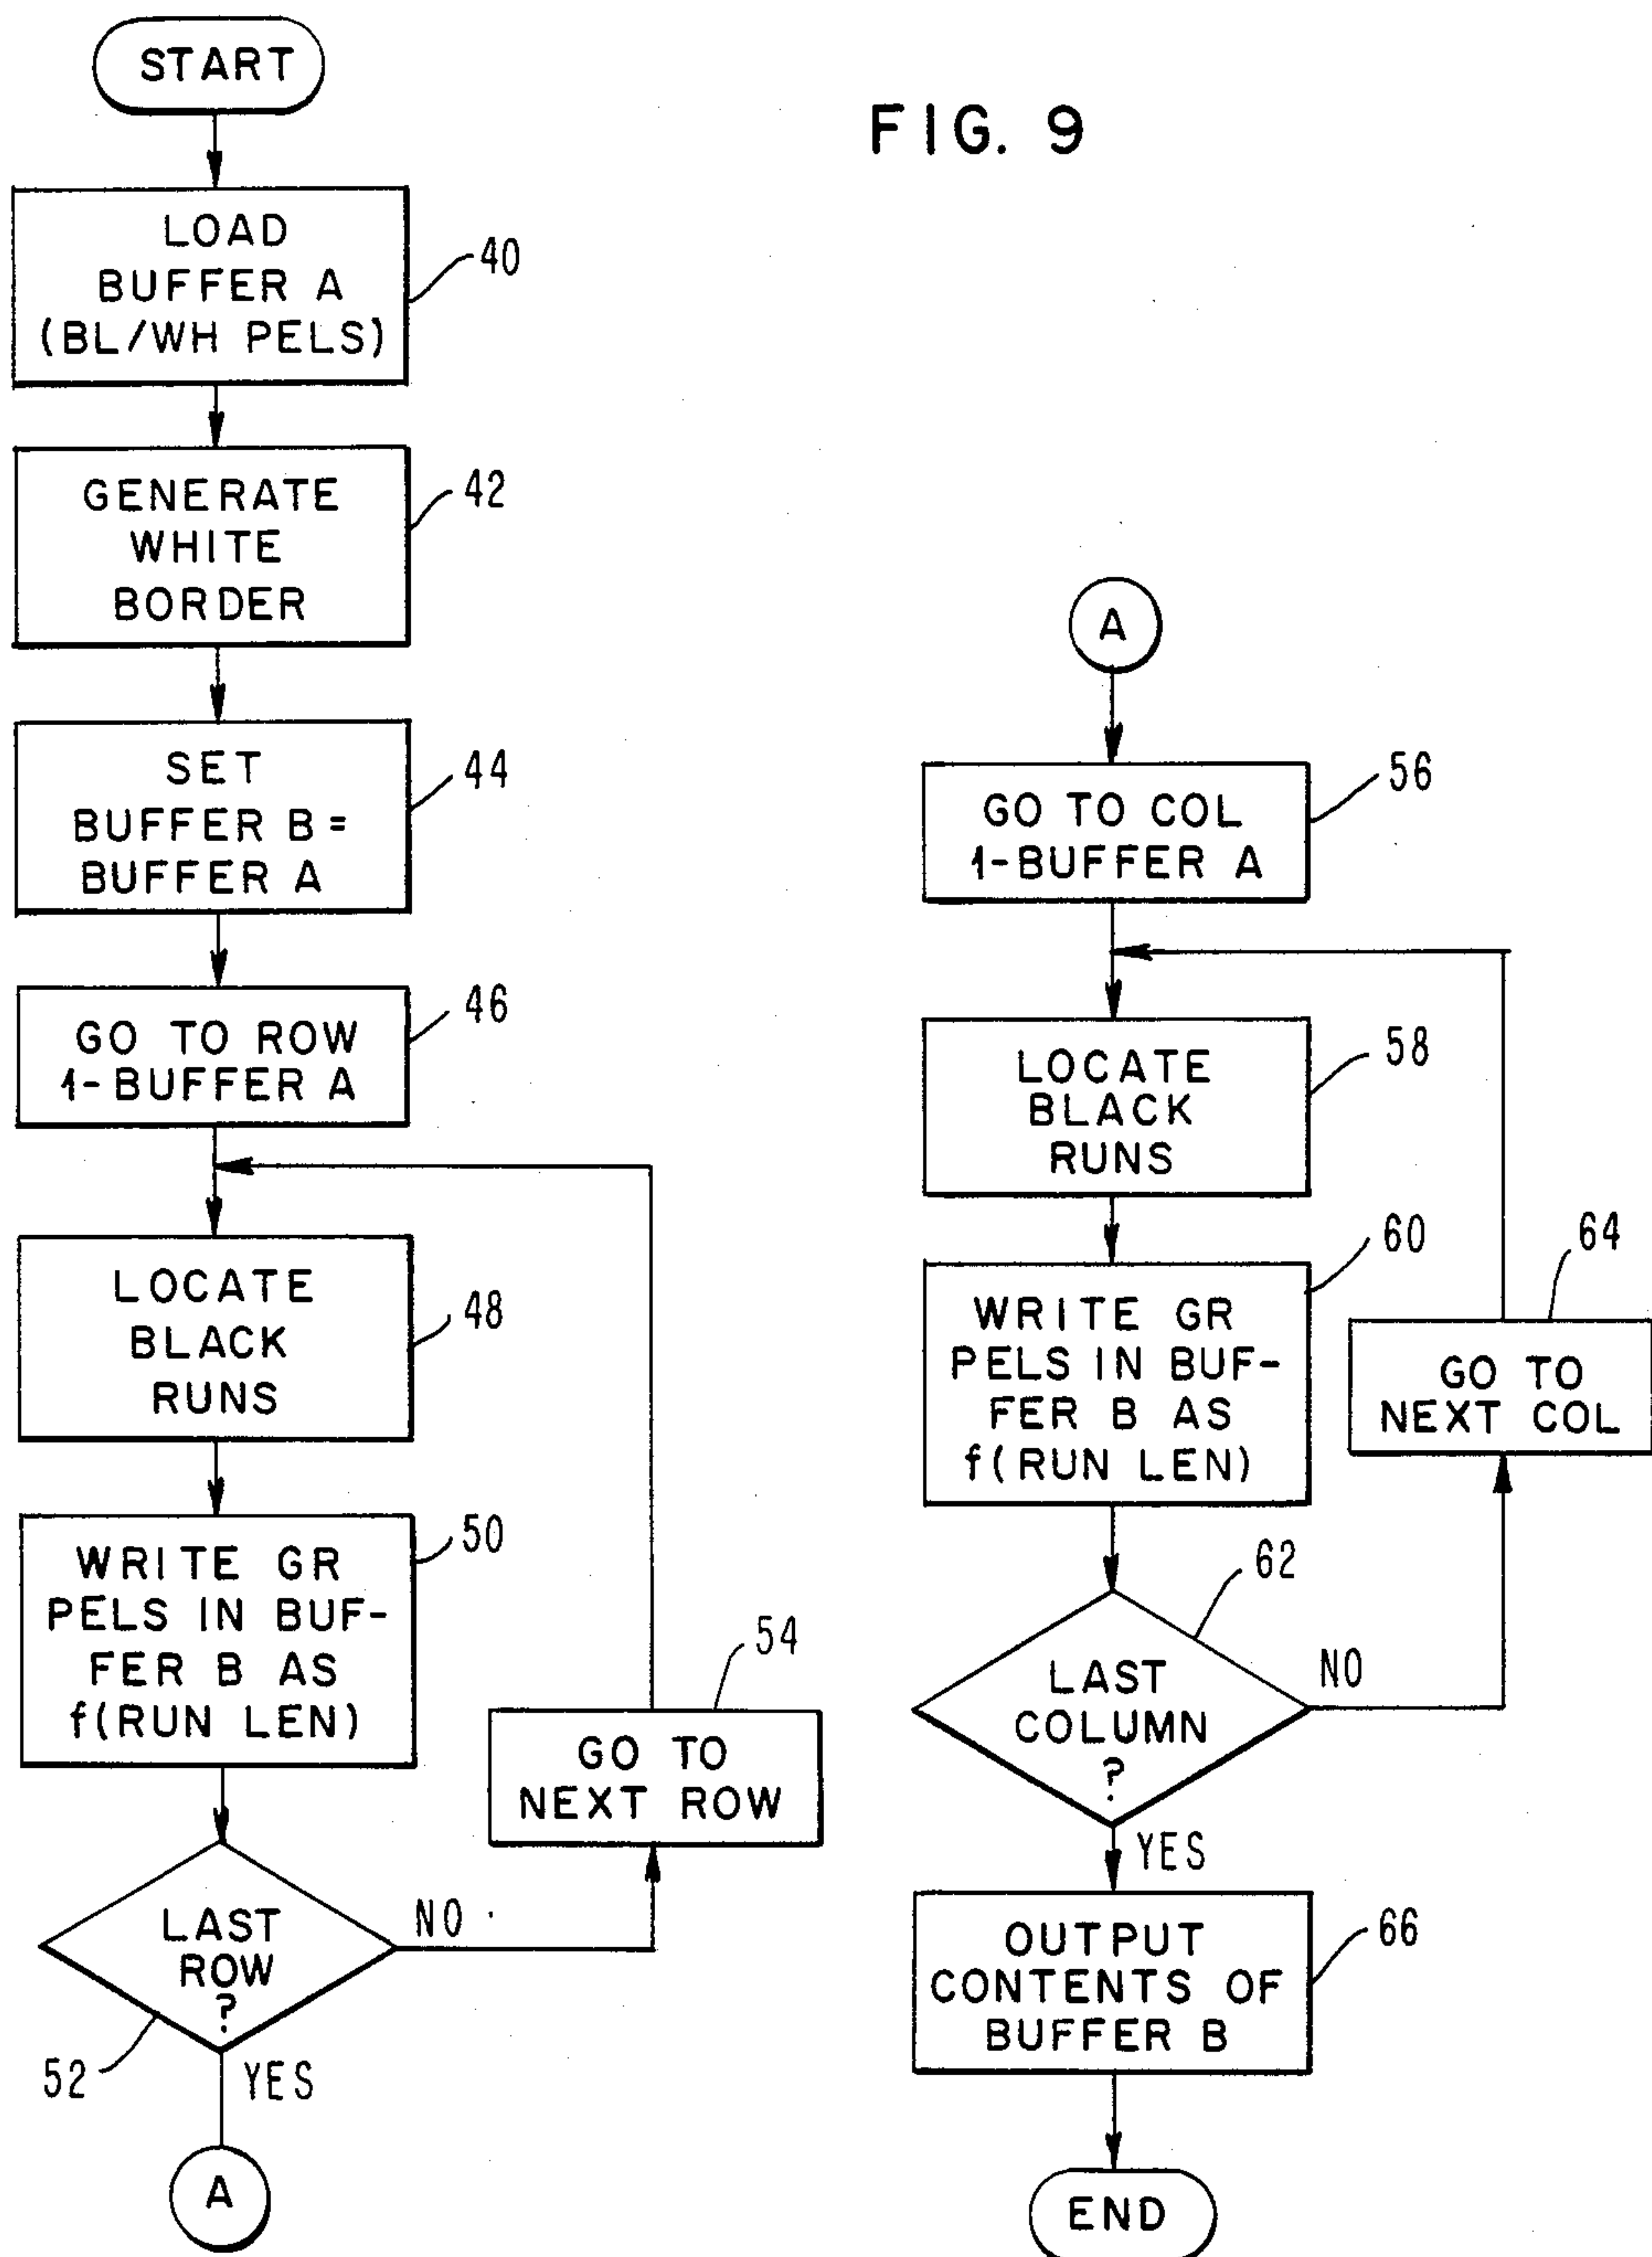 START
FIG. 9
LOAD
BUFFER A
(BL/WH PELS)
40
GENERATE
WHITE
BORDER
42
SET
BUFFER B =
BUFFER A
44
GO TO ROW
1-BUFFER A
46
LOCATE
BLACK
RUNS
48
WRITE GR
PELS IN BUF-
FER B AS
f(RUN LEN)
50
LAST
ROW
?
52
NO
GO TO
NEXT ROW
54
YES
A
A
GO TO COL
1-BUFFER A
56
LOCATE
BLACK
RUNS
58
WRITE GR
PELS IN BUF-
FER B AS
f(RUN LEN)
60
LAST
COLUMN
?
62
NO
GO TO
NEXT COL
64
YES
OUTPUT
CONTENTS OF
BUFFER B
66
END